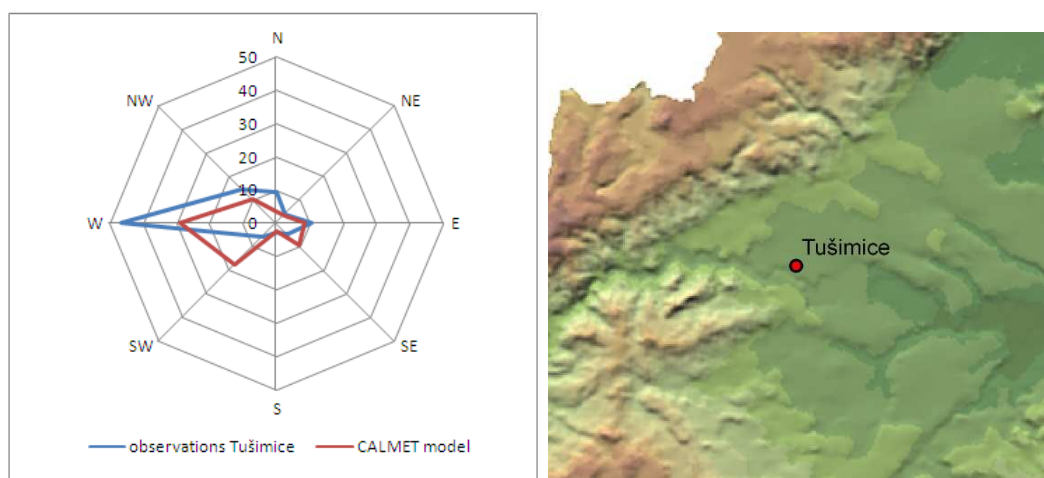 N
50
40
30
20
10
0
NW
NE
W
E
SW
SE
S
observations Tušimice
CALMET model
Tušimice